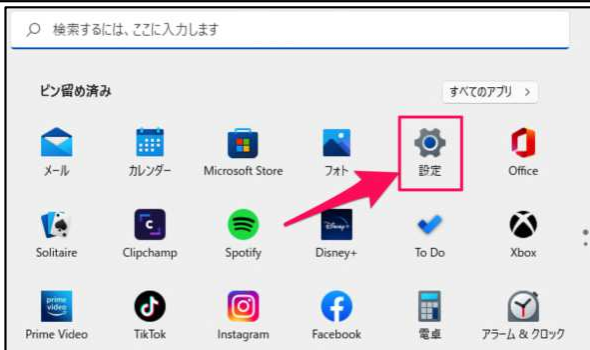 検索するには、ここに入力します
ピン留め済み
すべてのアプリ >
メール
カレンダー
Microsoft Store
フォト
設定
Office
Solitaire
Clipchamp
Spotify
Disney+
To Do
Xbox
prime video
Prime Video
TikTok
Instagram
Facebook
電卓
アラーム & クロック